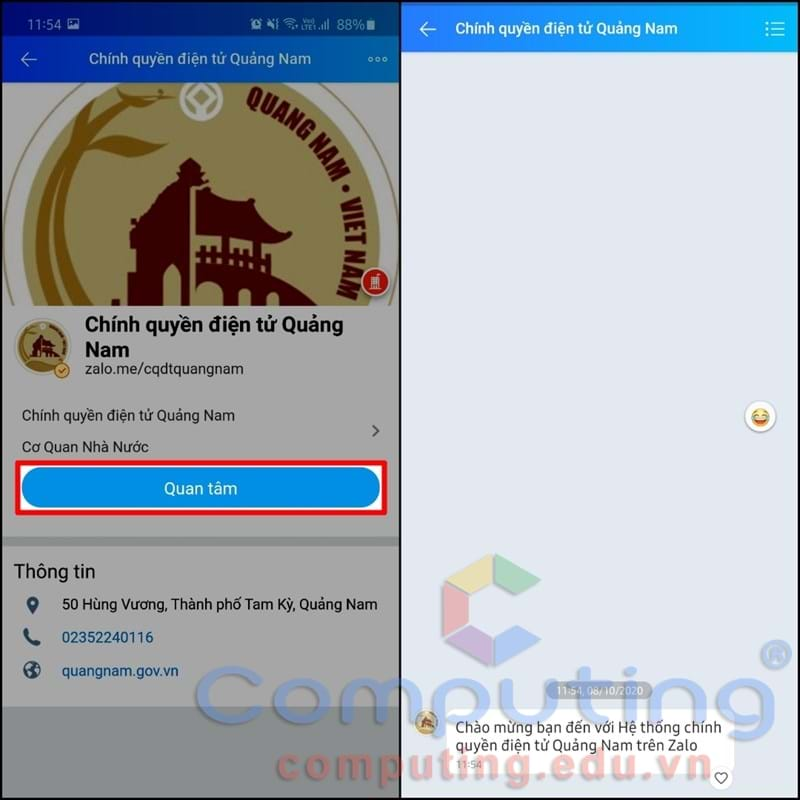 11:54
88%
Chính quyền điện tử Quảng Nam
QUANG NAM • VIET NAM
Chính quyền điện tử Quảng
Nam
zalo.me/cqdtquangnam
Chính quyền điện tử Quảng Nam
Cơ Quan Nhà Nước
Quan tâm
Thông tin
50 Hùng Vương, Thành phố Tam Kỳ, Quảng Nam
02352240116
quangnam.gov.vn
Chính quyền điện tử Quảng Nam
11:54, 08/10/2020
Chào mừng bạn đến với Hệ thống chính
quyền điện tử Quảng Nam trên Zalo
11:54
Computing®
computing.edu.vn